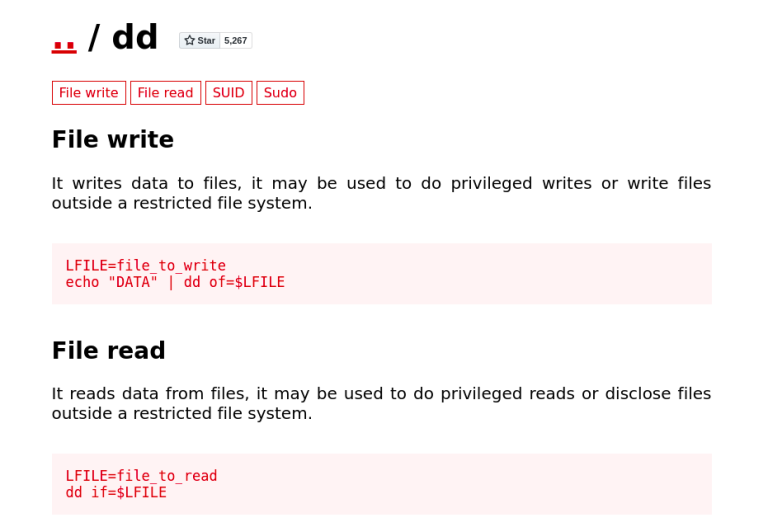 .. / dd
Star 5,267
File write File read SUID Sudo
File write
It writes data to files, it may be used to do privileged writes or write files
outside a restricted file system.
LFILE=file_to_write
echo "DATA" | dd of=$LFILE
File read
It reads data from files, it may be used to do privileged reads or disclose files
outside a restricted file system.
LFILE=file_to_read
dd if=$LFILE